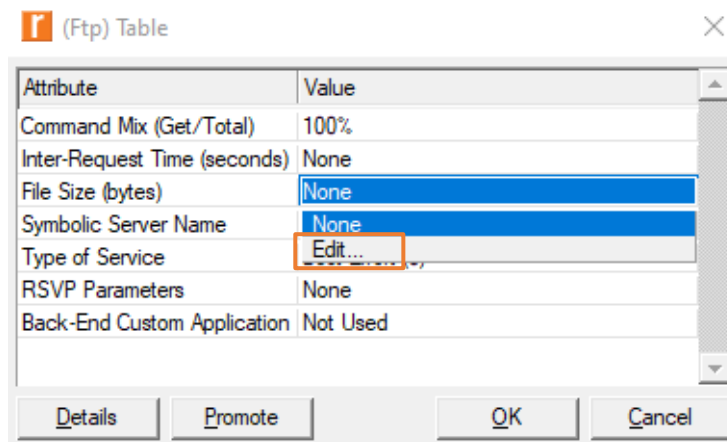 (Ftp) Table
Attribute Value
Command Mix (Get/Total) 100%
Inter-Request Time (seconds) None
File Size (bytes) None
Symbolic Server Name None
Edit...
Type of Service
RSVP Parameters None
Back-End Custom Application Not Used
Details Promote OK Cancel